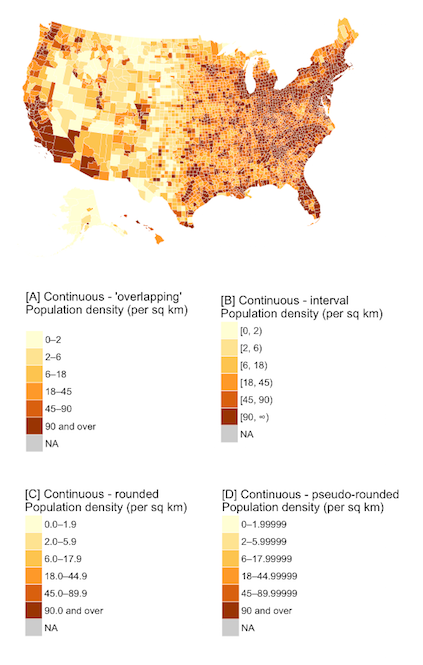 [A] Continuous - 'overlapping'
Population density (per sq km)
0–2
2–6
6–18
18–45
45–90
90 and over
NA
[B] Continuous - interval
Population density (per sq km)
[0, 2)
[2, 6)
[6, 18)
[18, 45)
[45, 90)
[90, ∞)
NA
[C] Continuous - rounded
Population density (per sq km)
0.0–1.9
2.0–5.9
6.0–17.9
18.0–44.9
45.0–89.9
90.0 and over
NA
[D] Continuous - pseudo-rounded
Population density (per sq km)
0–1.99999
2–5.99999
6–17.99999
18–44.99999
45–89.99999
90 and over
NA